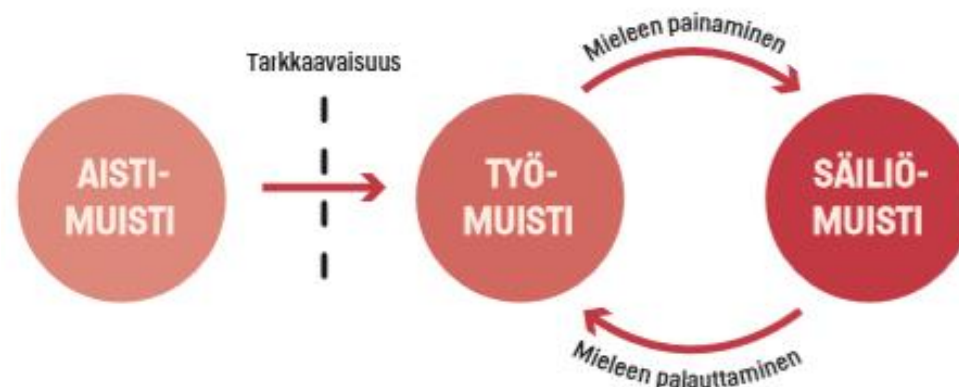 Tarkkaavaisuus
Mieleen painaminen
AISTI-
MUISTI
TYÖ-
MUISTI
SÄILIÖ-
MUISTI
Mieleen palauttaminen